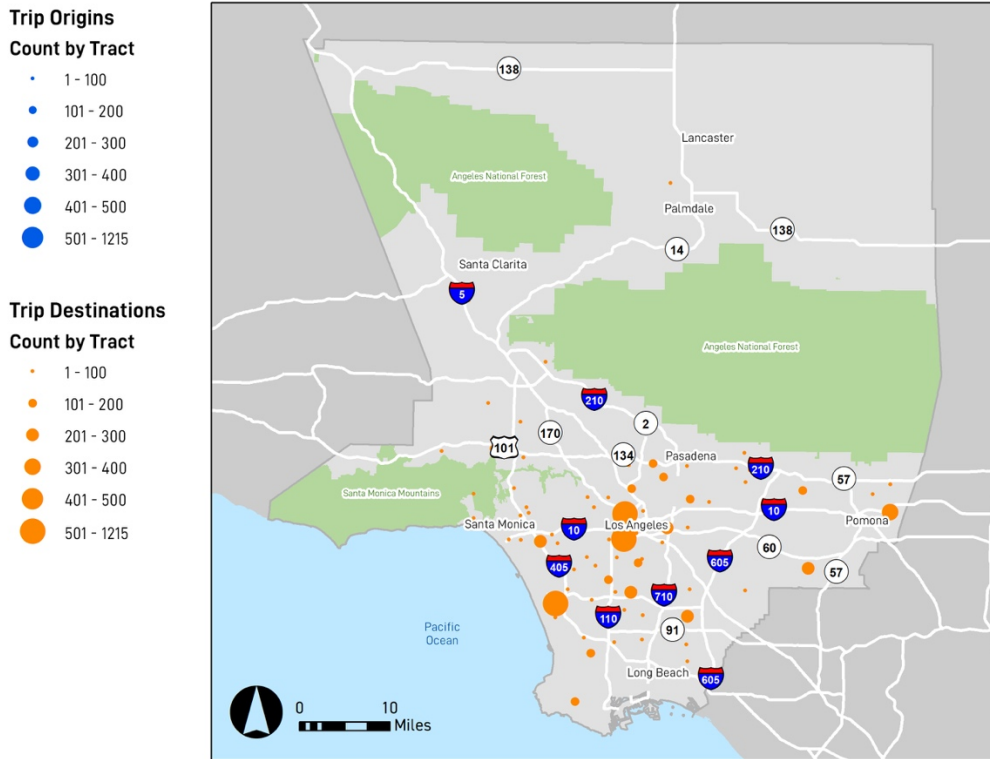 Trip Origins
Count by Tract
1 - 100
101 - 200
201 - 300
301 - 400
401 - 500
501 - 1215
Trip Destinations
Count by Tract
1 - 100
101 - 200
201 - 300
301 - 400
401 - 500
501 - 1215
138
Lancaster
Angeles National Forest
Palmdale
138
14
Santa Clarita
5
Angeles National Forest
210
2
170
101
134
Pasadena
210
57
Santa Monica Mountains
10
Santa Monica
10
Los Angeles
Pomona
60
605
405
57
710
110
91
Pacific
Ocean
Long Beach
605
0
10
Miles